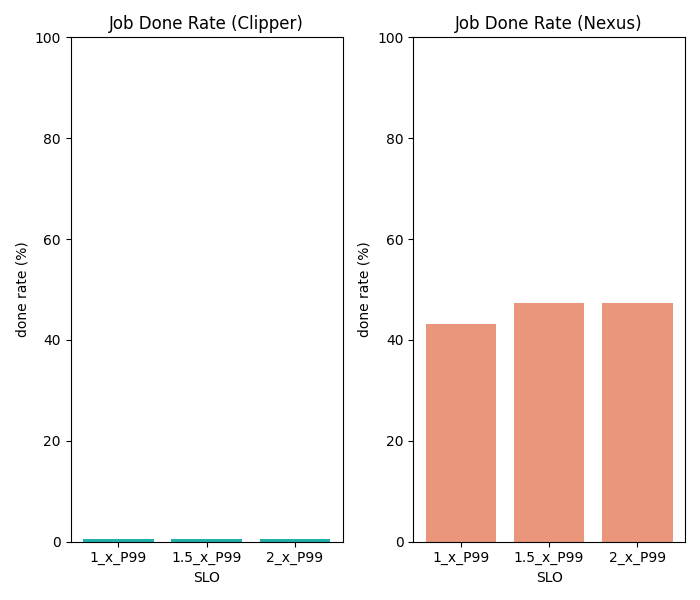 Job Done Rate (Clipper)
100
80
60
40
20
0
done rate (%)
1_x_P99 1.5_x_P99 2_x_P99
SLO
Job Done Rate (Nexus)
100
80
60
40
20
0
done rate (%)
1_x_P99 1.5_x_P99 2_x_P99
SLO